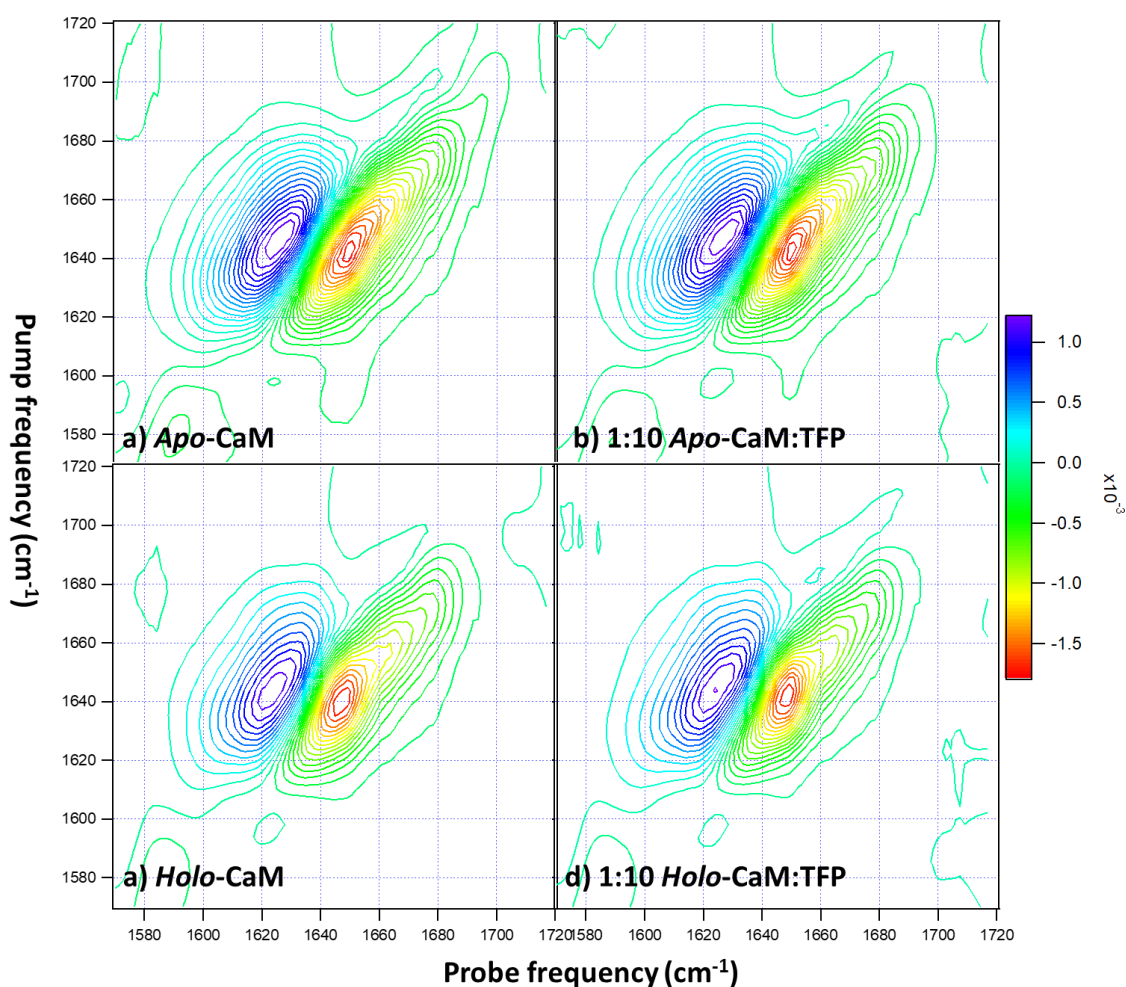 1720
1700
1680
1660
1640
1620
1600
1580
a) Apo-CaM
b) 1:10 Apo-CaM:TFP
1720
1700
1680
1660
1640
1620
1600
1580
a) Holo-CaM
d) 1:10 Holo-CaM:TFP
1580 1600 1620 1640 1660 1680 1700 1720
1580 1600 1620 1640 1660 1680 1700 1720
Probe frequency (cm-1)
Pump frequency (cm-1)
1.0
0.5
0.0
-0.5
-1.0
-1.5
x10-3